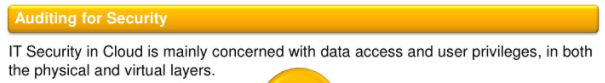 Auditing for Security
IT Security in Cloud is mainly concerned with data access and user privileges, in both
the physical and virtual layers.